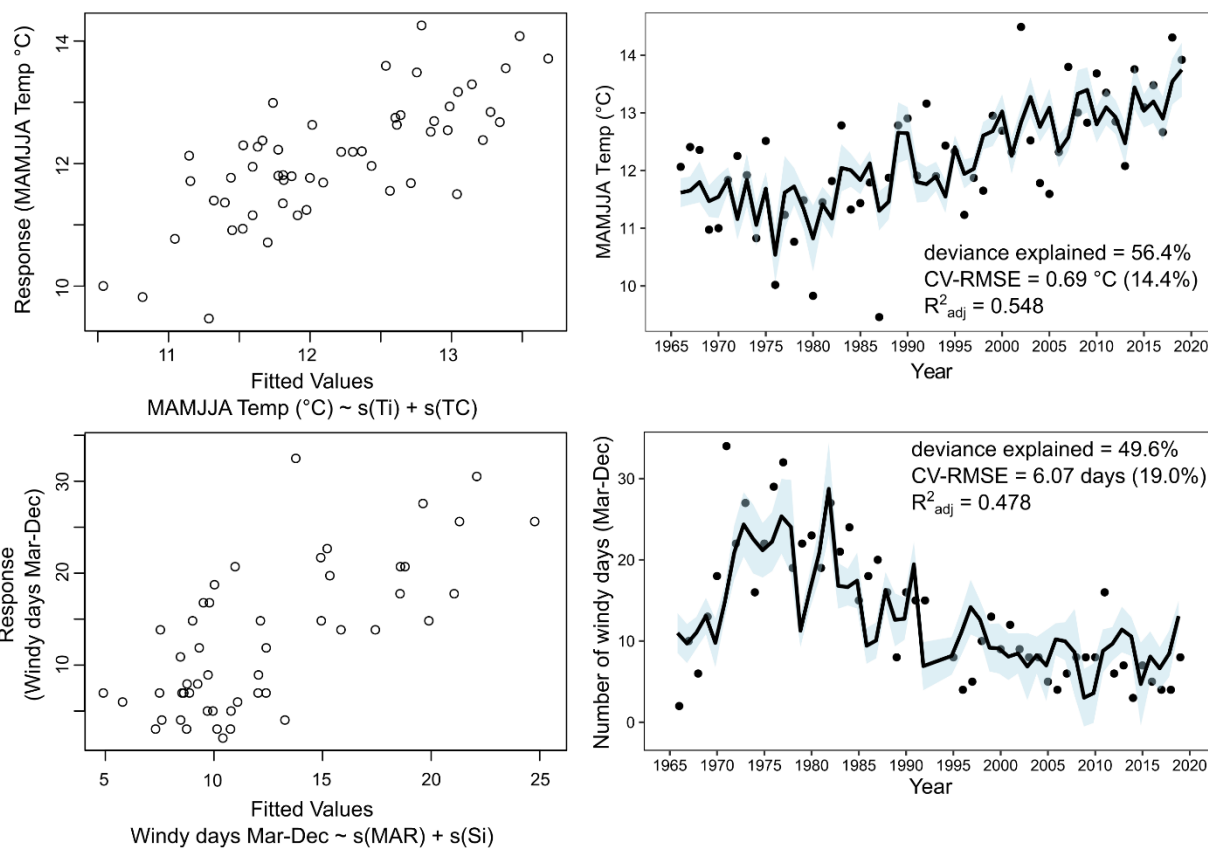 Response (MAMJJA Temp °C)
14
12
10
11
12
13
Fitted Values
MAMJJA Temp (°C) ~ s(Ti) + s(TC)
MAMJJA Temp (°C)
14
13
12
11
10
deviance explained = 56.4%
CV-RMSE = 0.69 °C (14.4%)
R²adj = 0.548
1965 1970 1975 1980 1985 1990 1995 2000 2005 2010 2015 2020
Year
Response
(Windy days Mar-Dec)
30
20
10
0
5 10 15 20 25
Fitted Values
Windy days Mar-Dec ~ s(MAR) + s(Si)
Number of windy days (Mar-Dec)
30
20
10
0
deviance explained = 49.6%
CV-RMSE = 6.07 days (19.0%)
R²adj = 0.478
1965 1970 1975 1980 1985 1990 1995 2000 2005 2010 2015 2020
Year